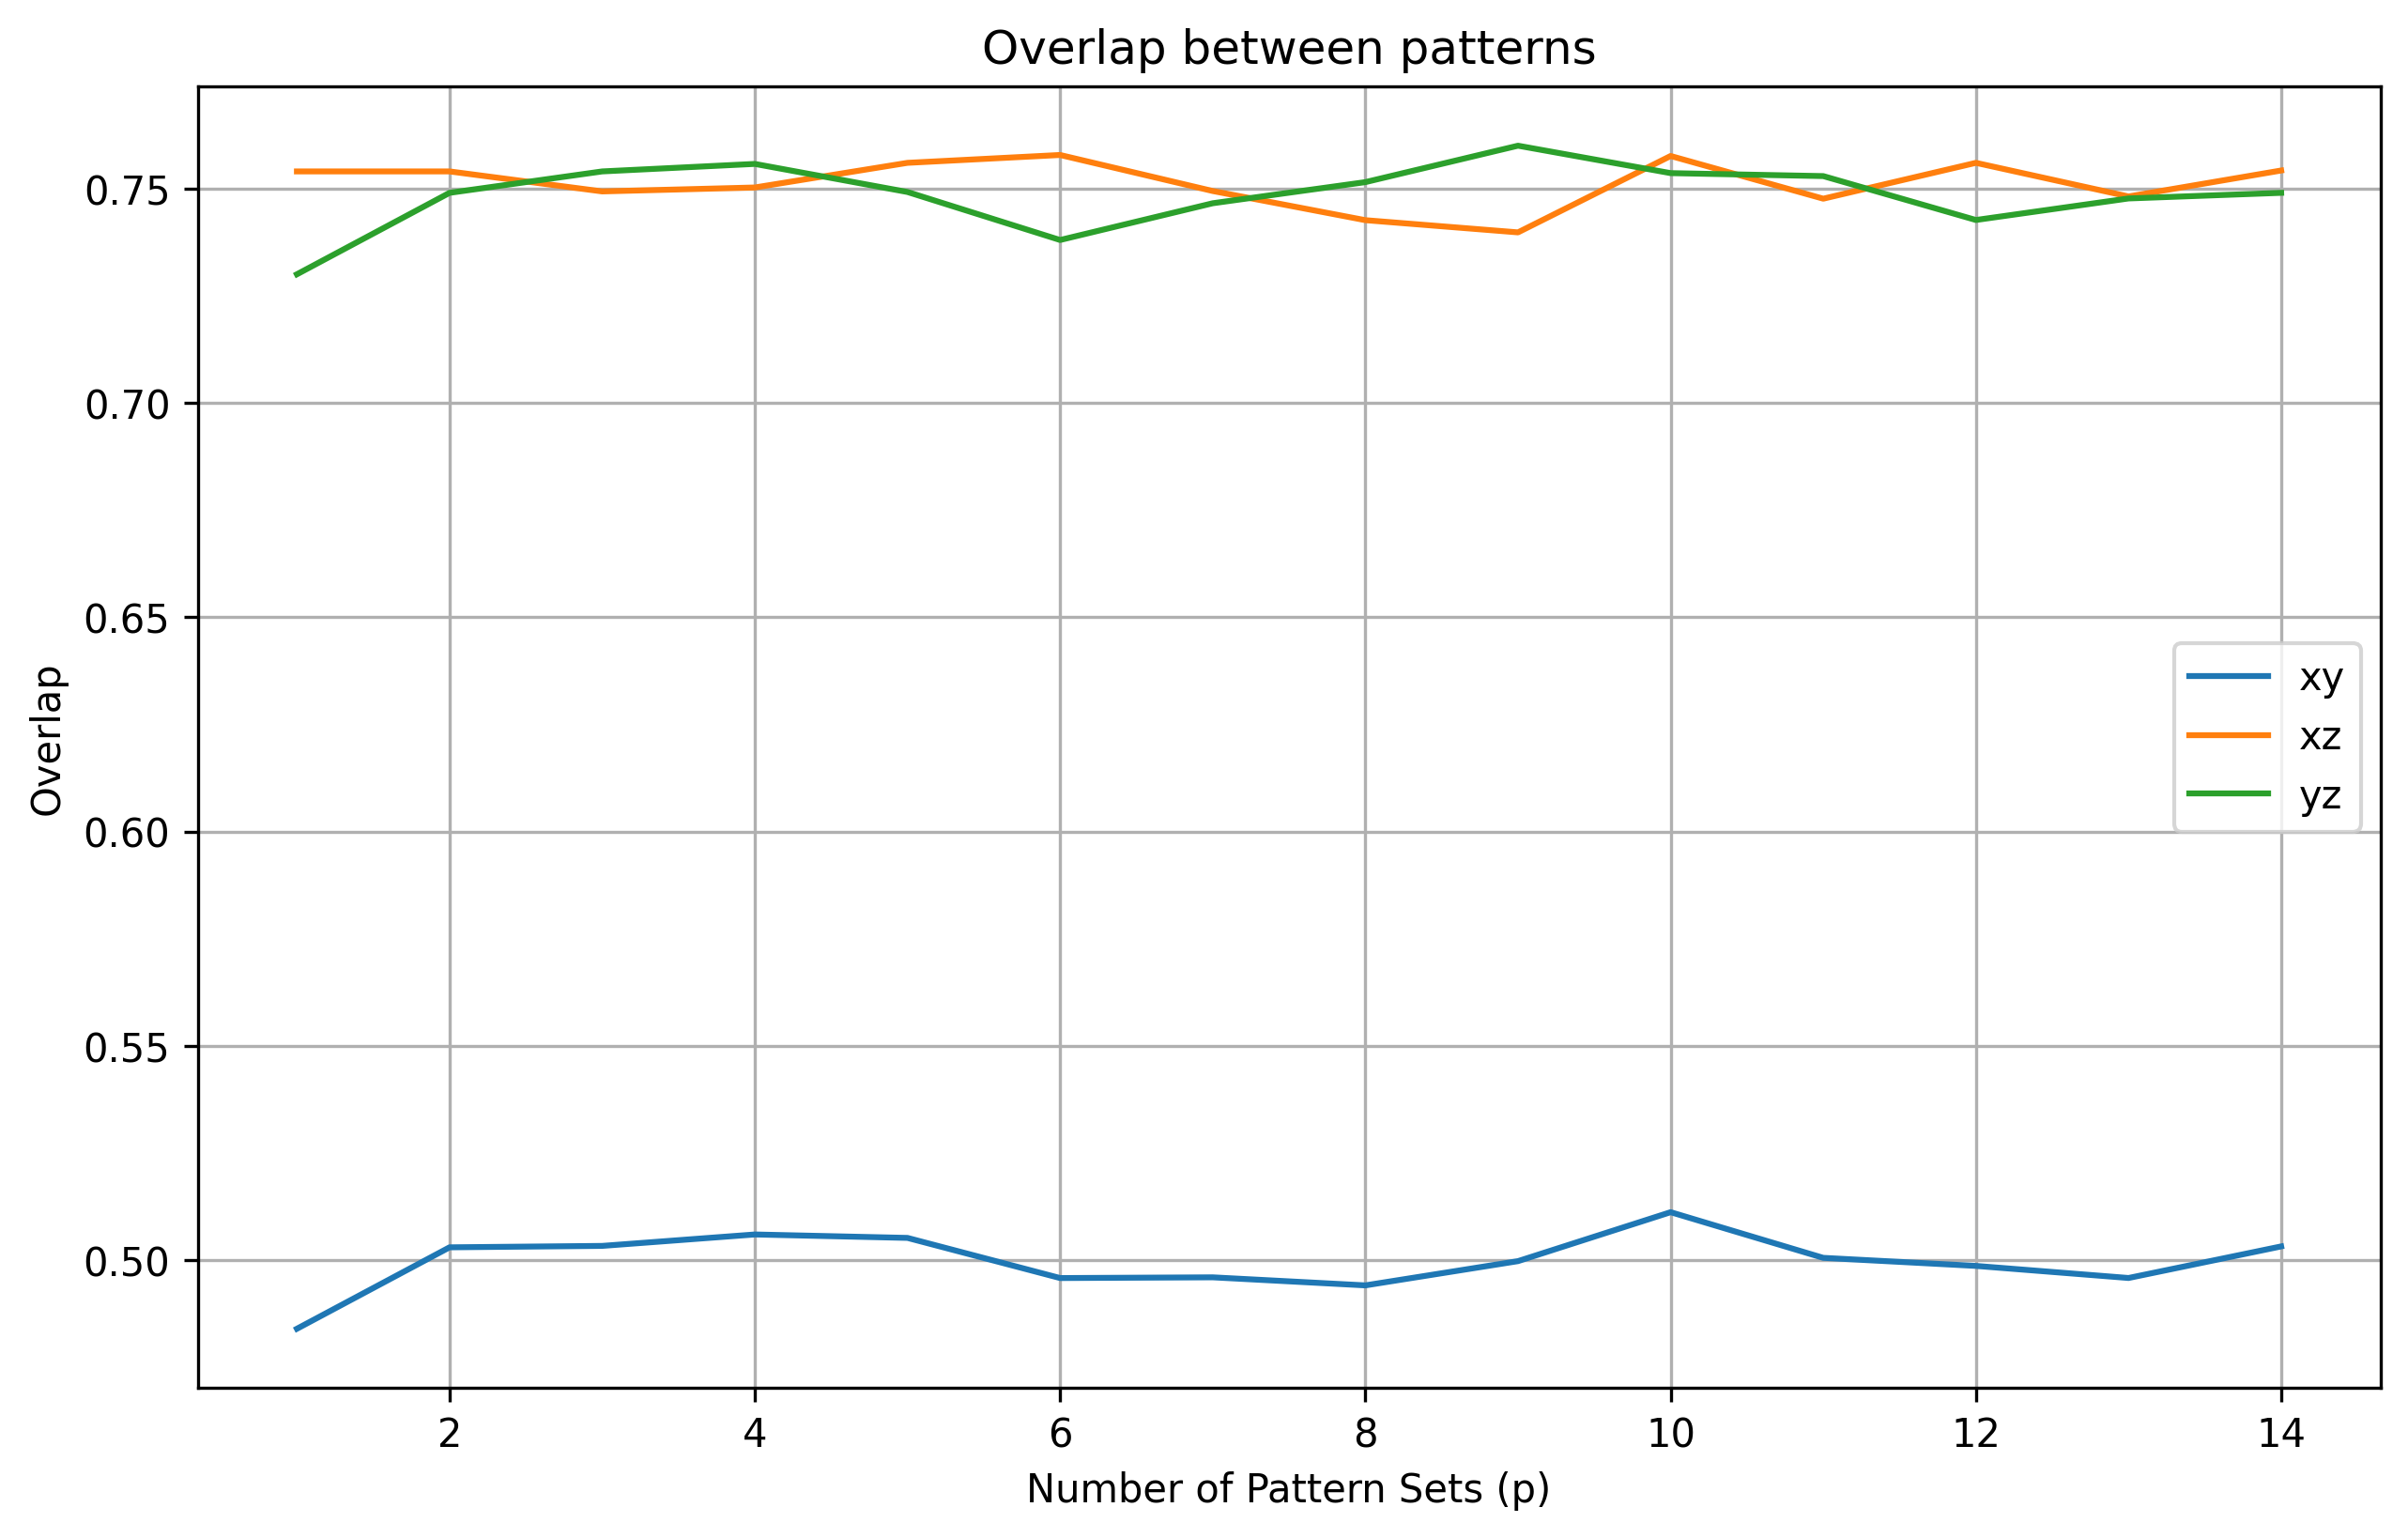 Overlap between patterns
0.75
0.70
0.65
0.60
0.55
0.50
Overlap
xy
xz
yz
2 4 6 8 10 12 14
Number of Pattern Sets (p)